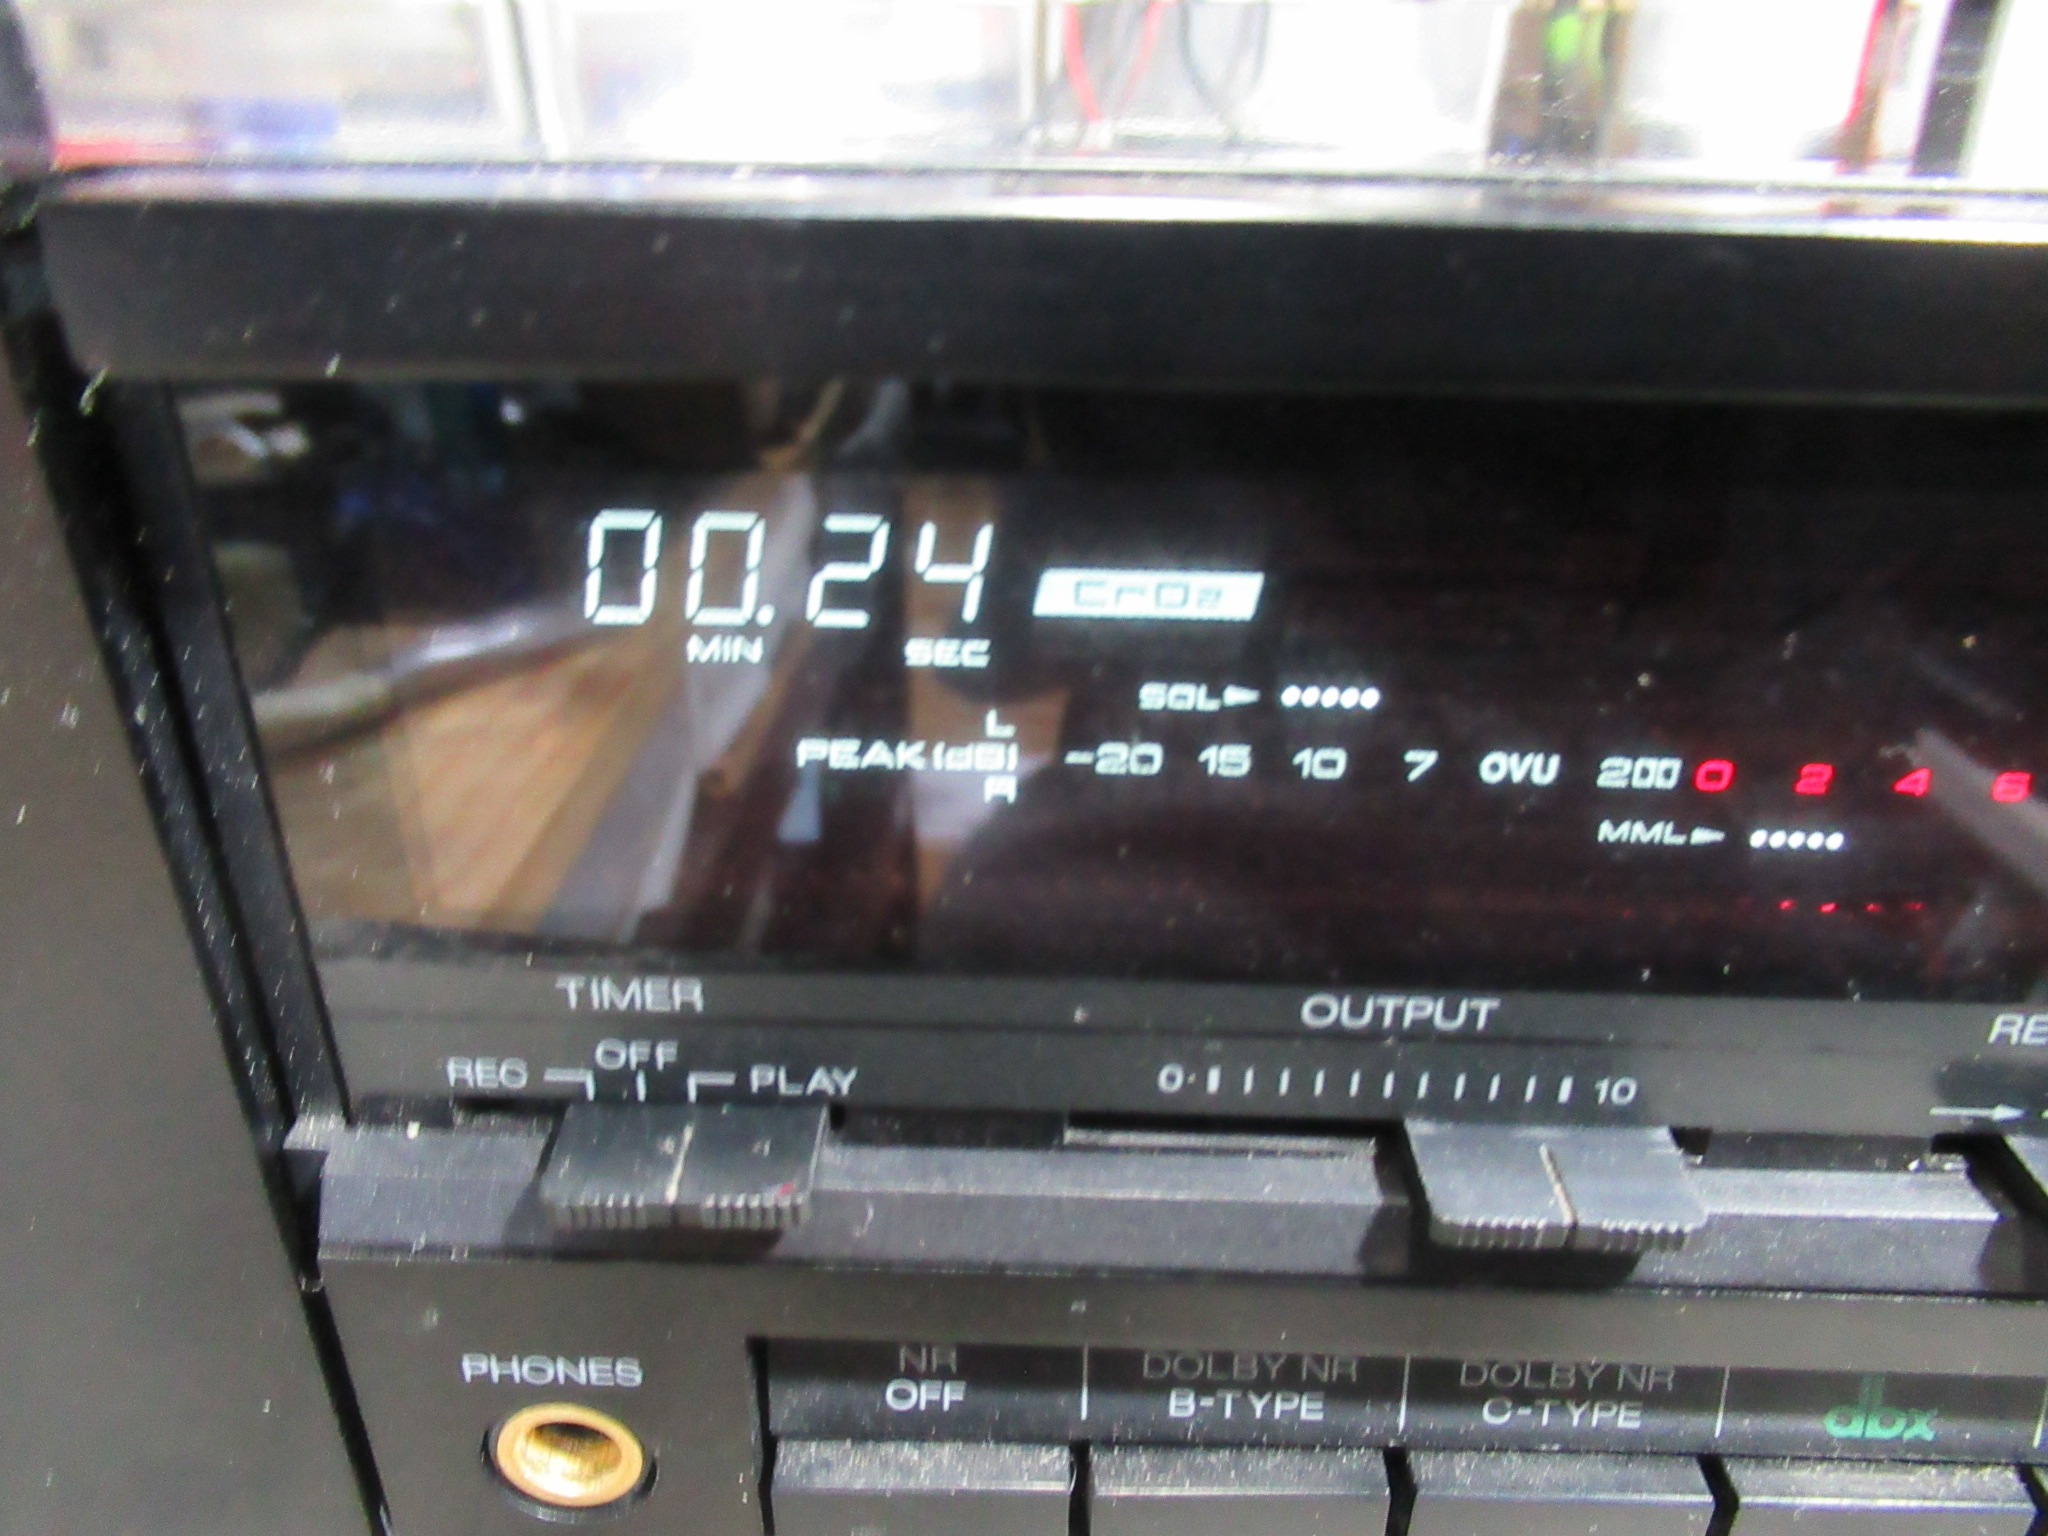 00.24
MIN SEC
CrO2
SQL
L
PEAK(dB) -20 15 10 7 OVU 200 0 2 4 6
R
MML
TIMER
OUTPUT
REC OFF PLAY
0 10
PHONES
NR OFF
DOLBY NR B-TYPE
DOLBY NR C-TYPE
dbx